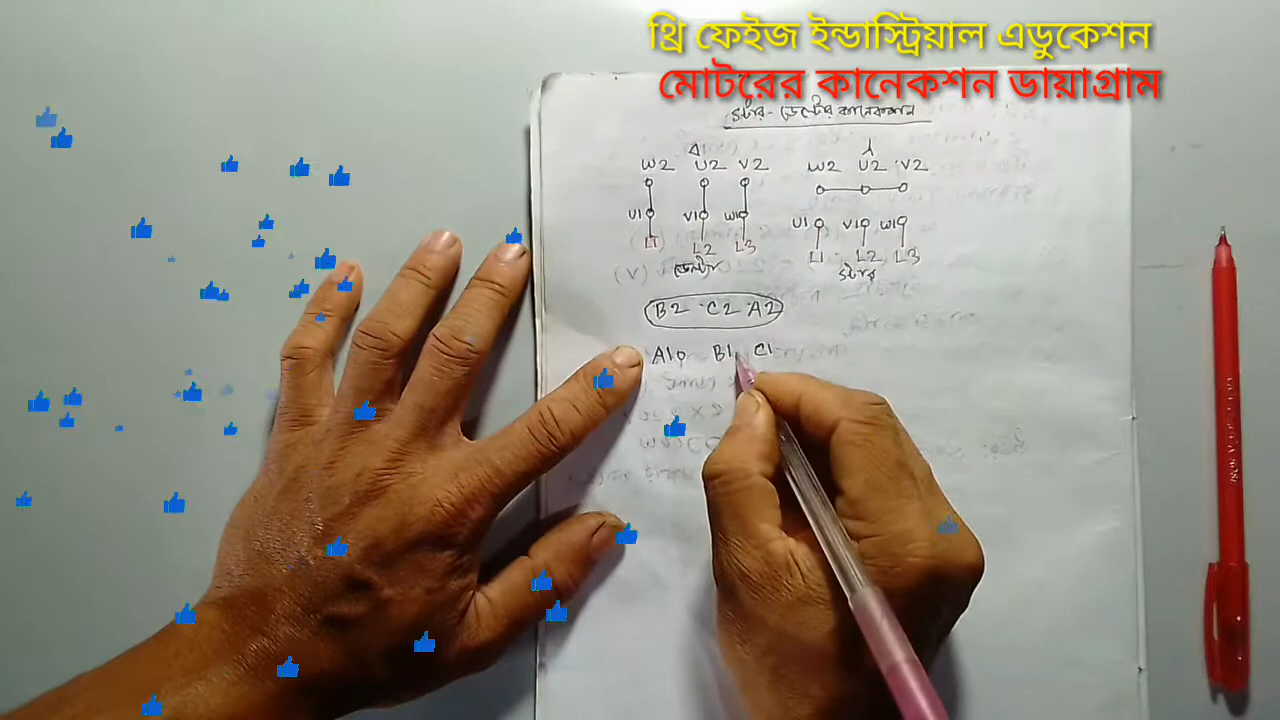 থ্রি ফেইজ ইন্ডাস্ট্রিয়াল এডুকেশন
মোটরের কানেকশন ডায়াগ্রাম
স্টার - ডেল্টার কানেকশন
W2 U2 V2
U1 V1 W1
L1 L2 L3
ডেল্টা
W2 U2 V2
U1 V1 W1
L1 L2 L3
স্টার
(V)
B2 C2 A2
A1 B1 C1